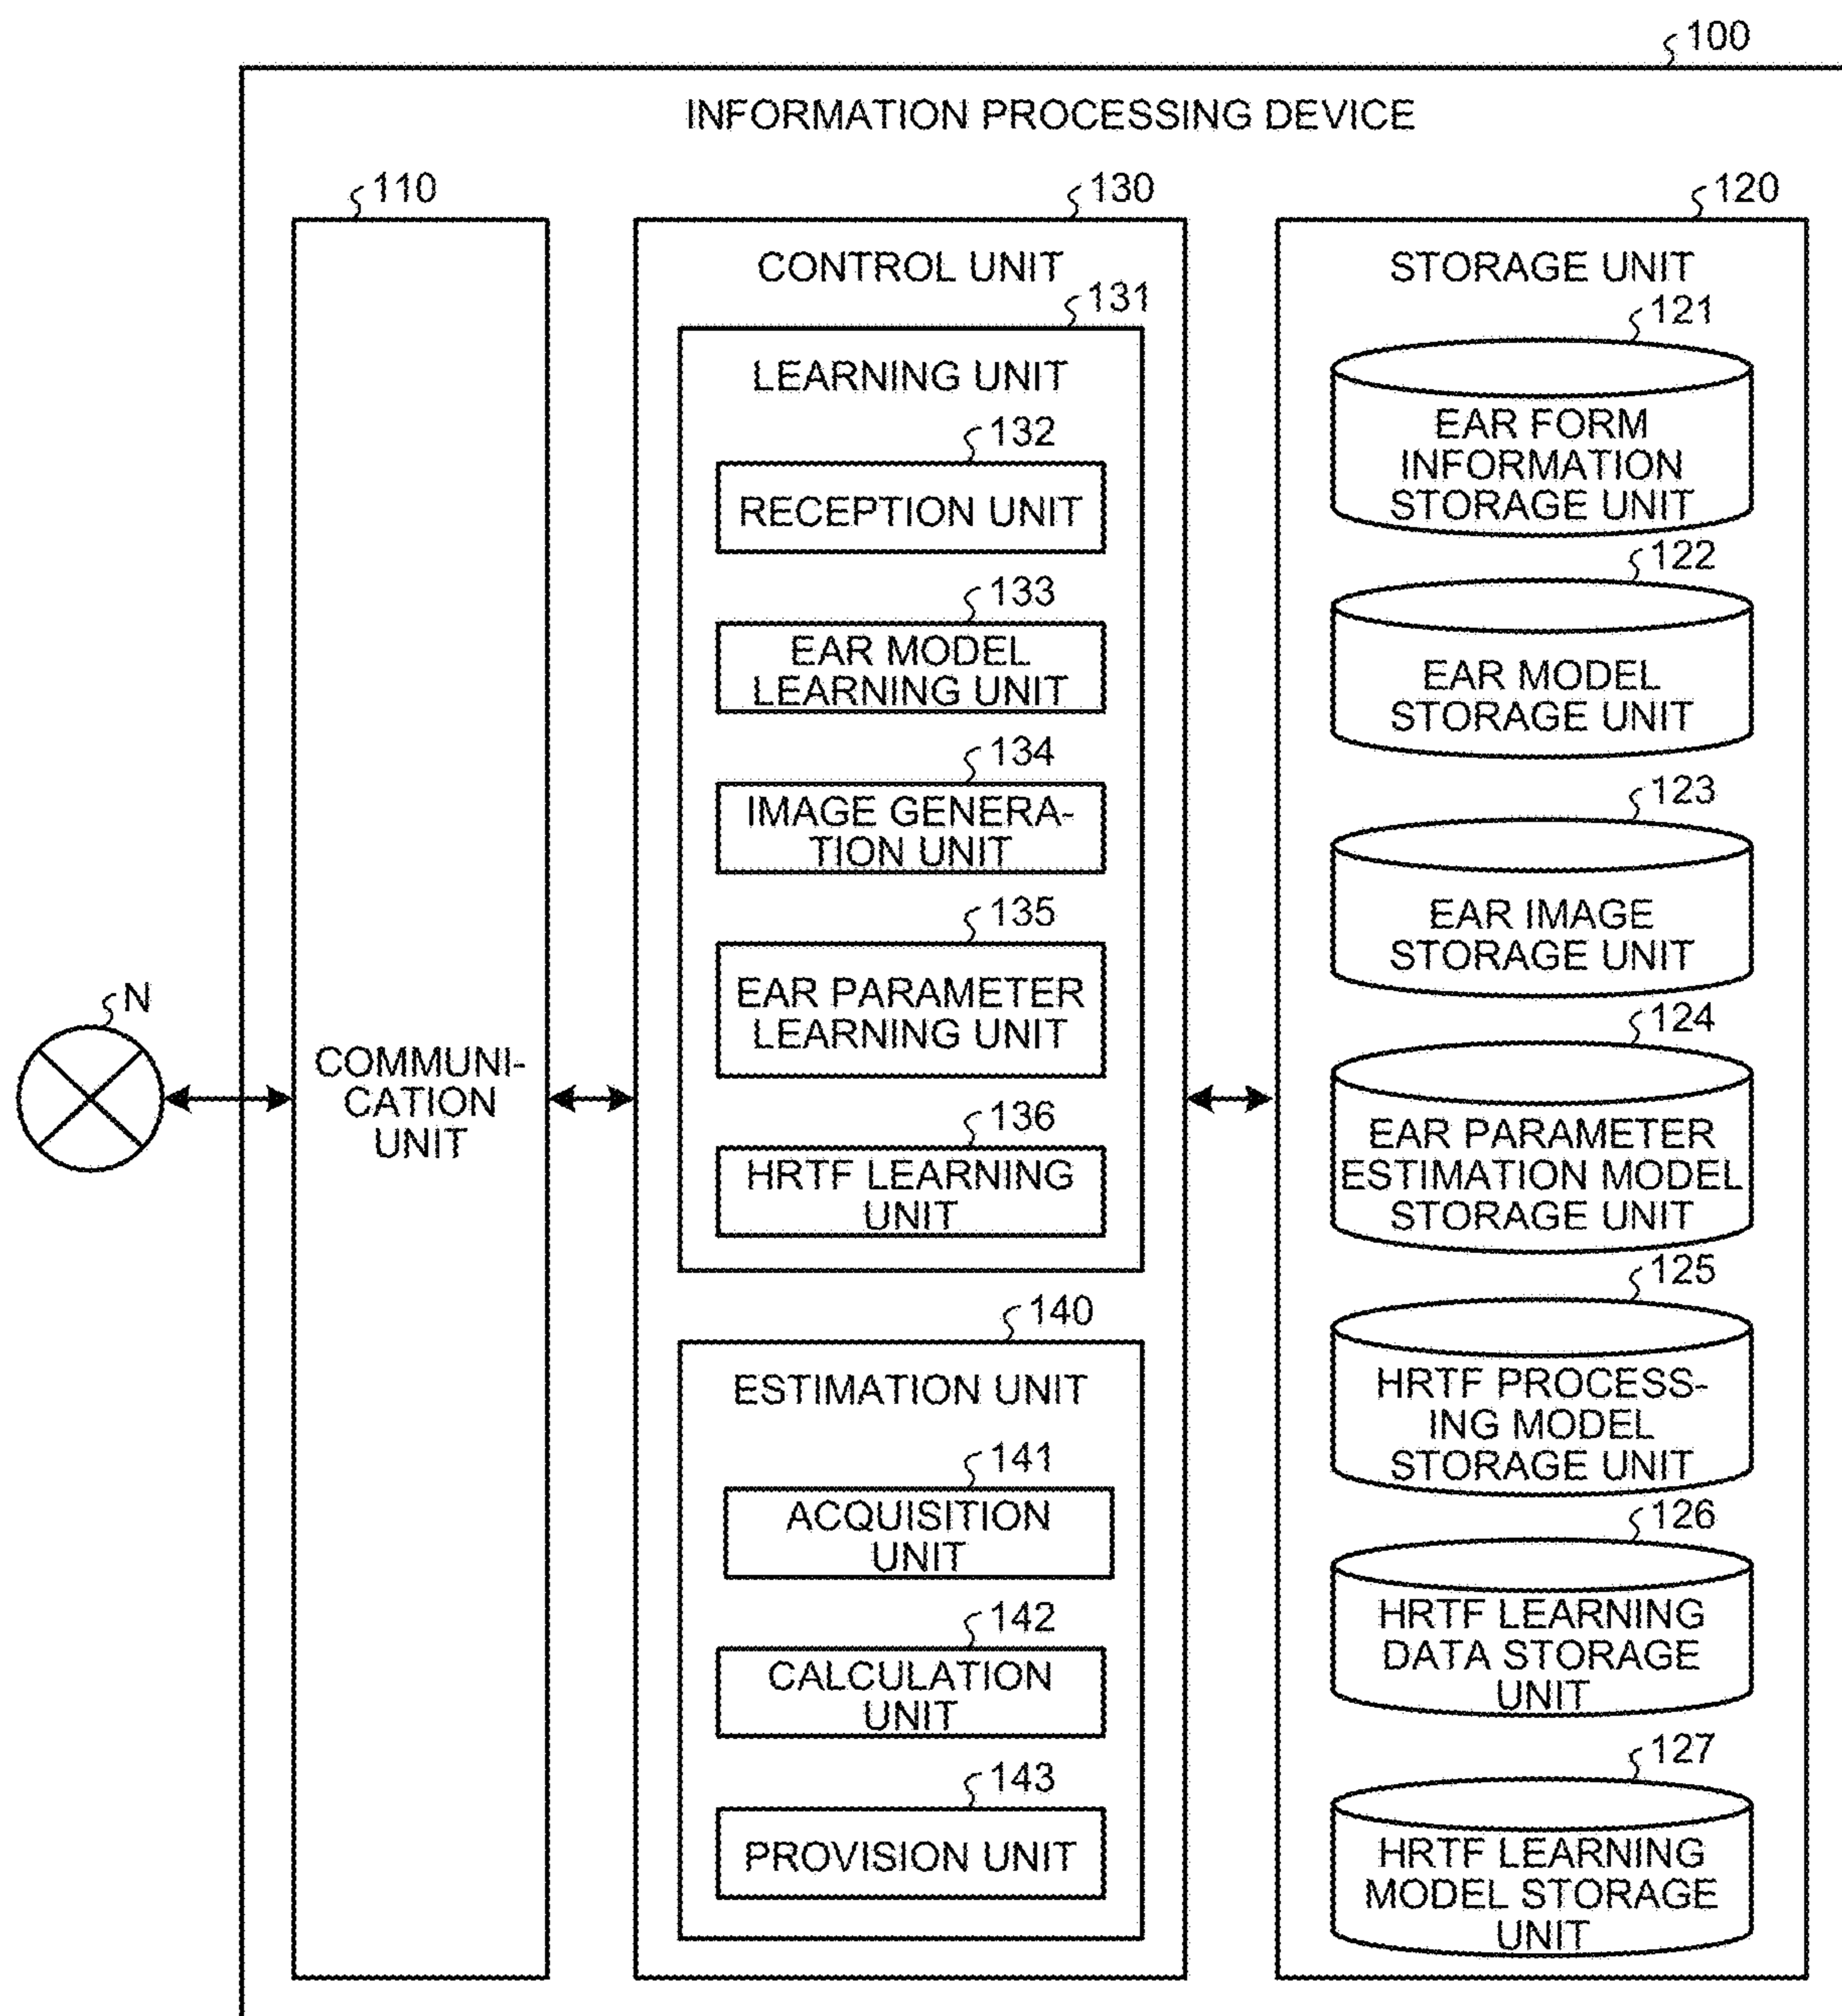 100
INFORMATION PROCESSING DEVICE
110
COMMUNI-
CATION
UNIT
N
130
CONTROL UNIT
131
LEARNING UNIT
132
RECEPTION UNIT
133
EAR MODEL
LEARNING UNIT
134
IMAGE GENERA-
TION UNIT
135
EAR PARAMETER
LEARNING UNIT
136
HRTF LEARNING
UNIT
140
ESTIMATION UNIT
141
ACQUISITION
UNIT
142
CALCULATION
UNIT
143
PROVISION UNIT
120
STORAGE UNIT
121
EAR FORM
INFORMATION
STORAGE UNIT
122
EAR MODEL
STORAGE UNIT
123
EAR IMAGE
STORAGE UNIT
124
EAR PARAMETER
ESTIMATION MODEL
STORAGE UNIT
125
HRTF PROCESS-
ING MODEL
STORAGE UNIT
126
HRTF LEARNING
DATA STORAGE
UNIT
127
HRTF LEARNING
MODEL STORAGE
UNIT